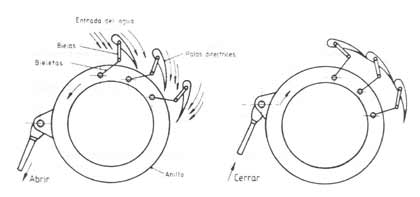 Entrada del agua
Bielas
Bieletas
Palas directrices
Anillo
Abrir
Cerrar